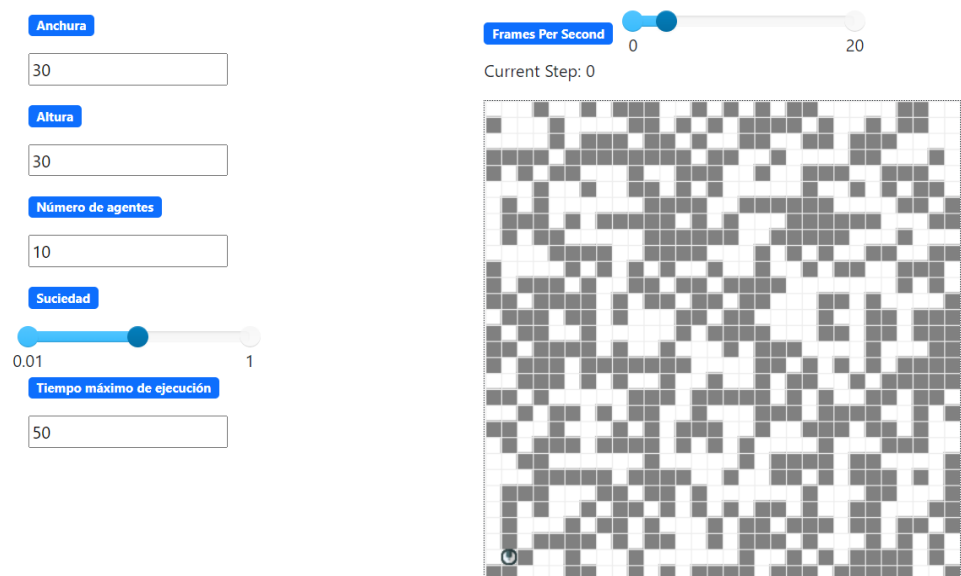 Anchura
30
Altura
30
Número de agentes
10
Suciedad
0.01 1
Tiempo máximo de ejecución
50
Frames Per Second
0 20
Current Step: 0